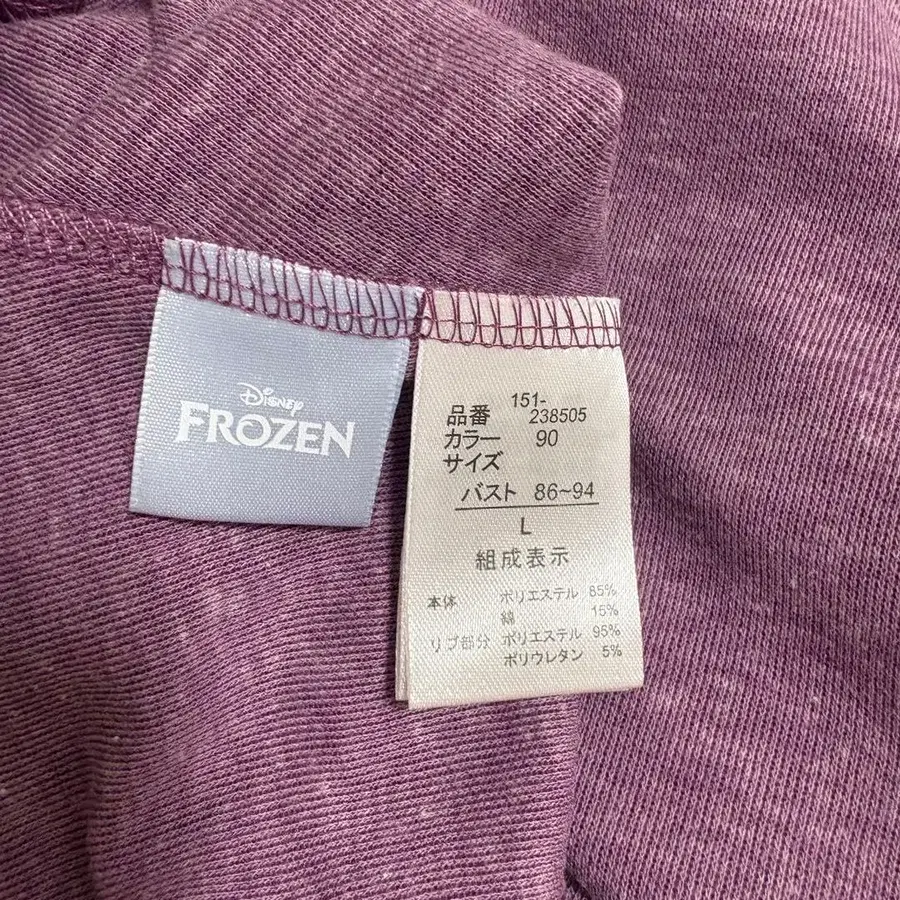 Disney
FROZEN
品番 151-238505
カラー 90
サイズ
バスト 86~94
L
組成表示
本体 ポリエステル 85%
綿 15%
リブ部分 ポリエステル 95%
ポリウレタン 5%